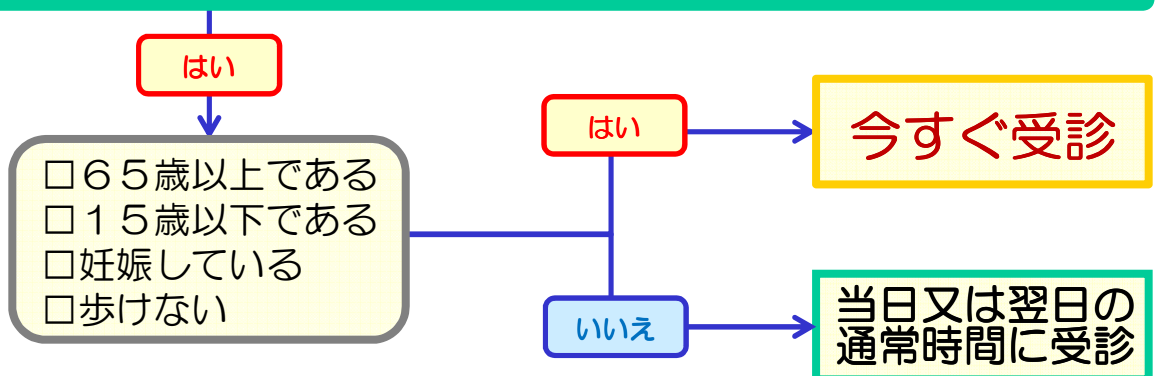 はい
□６５歳以上である
□１５歳以下である
□妊娠している
□歩けない
はい
今すぐ受診
いいえ
当日又は翌日の
通常時間に受診